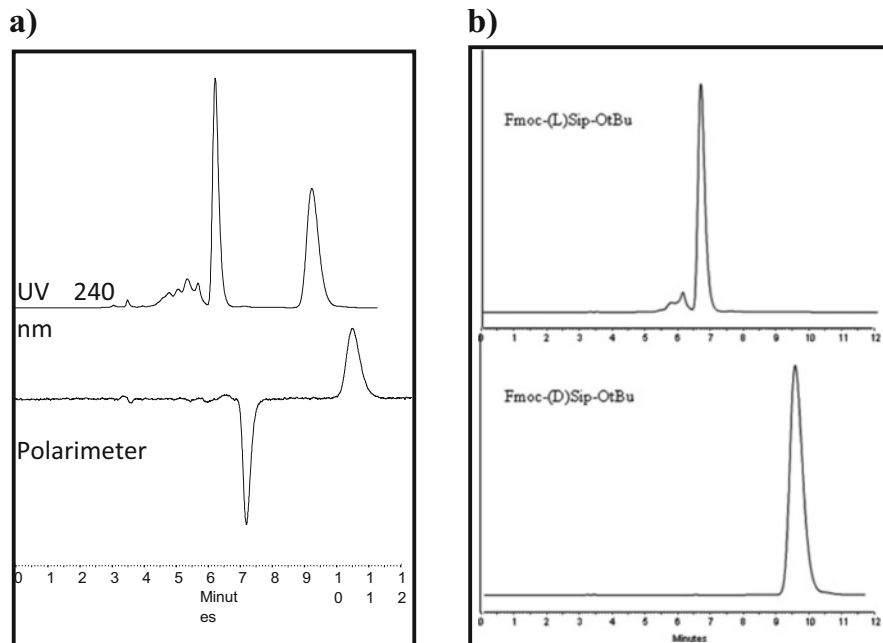 a)
UV 240
nm
Polarimeter
0 1 2 3 4 5 6 7 8 9 1 1 1
Minut 0 1 2
es
b)
Fmoc-(L)Sip-OtBu
0 1 2 3 4 5 6 7 8 9 10 11 12
Fmoc-(D)Sip-OtBu
0 1 2 3 4 5 6 7 8 9 10 11 12
Minutes